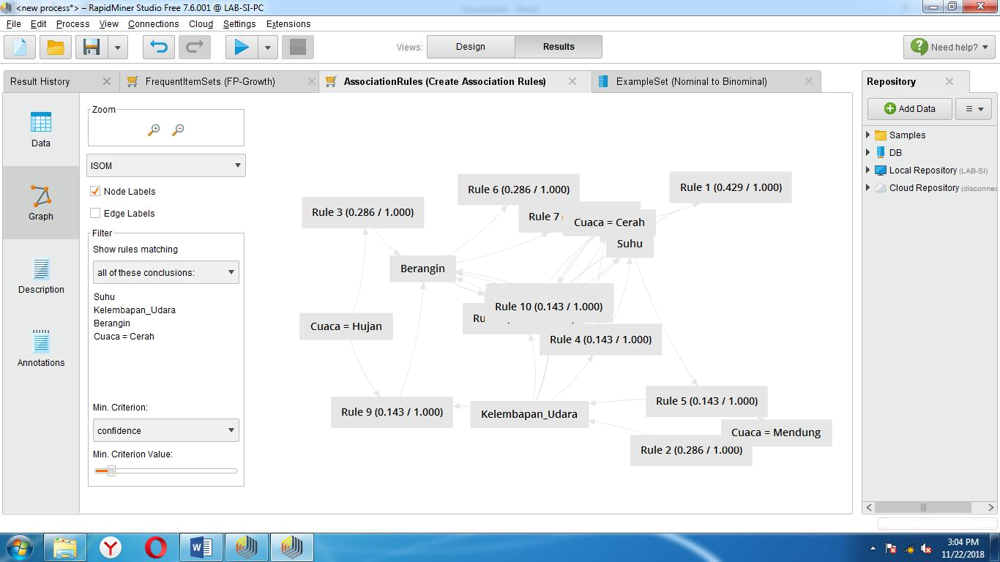 <new process*> – RapidMiner Studio Free 7.6.001 @ LAB-SI-PC
File Edit Process View Connections Cloud Settings Extensions
Views: Design Results Need help?
Result History FrequentItemSets (FP-Growth) AssociationRules (Create Association Rules) ExampleSet (Nominal to Binominal) Repository
Add Data
Samples
DB
Local Repository (LAB-SI)
Cloud Repository (disconnec
Data
Graph
Description
Annotations
Zoom
ISOM
Node Labels
Edge Labels
Filter
Show rules matching
all of these conclusions:
Suhu
Kelembapan_Udara
Berangin
Cuaca = Cerah
Min. Criterion:
confidence
Min. Criterion Value:
Rule 6 (0.286 / 1.000)
Rule 1 (0.429 / 1.000)
Rule 3 (0.286 / 1.000)
Rule 7 (
Cuaca = Cerah
Suhu
Berangin
Rule 10 (0.143 / 1.000)
Ru
Cuaca = Hujan
Rule 4 (0.143 / 1.000)
Rule 5 (0.143 / 1.000)
Rule 9 (0.143 / 1.000)
Kelembapan_Udara
Cuaca = Mendung
Rule 2 (0.286 / 1.000)
3:04 PM
11/22/2018